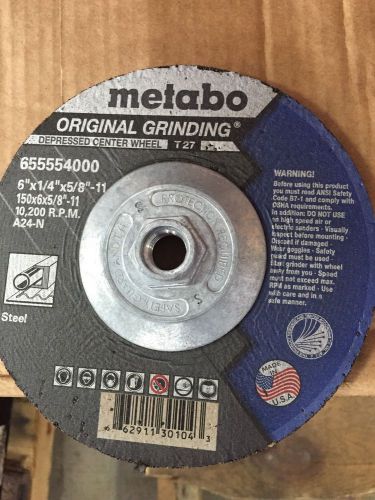 metabo
ORIGINAL GRINDING®
DEPRESSED CENTER WHEEL T27
655554000
6"x1/4"x5/8"-11
150x6x5/8"-11
10,200 R.P.M.
A24-N
Steel
WARNING!
Before using this product
you must read ANSI Safety
Code B7-1 and comply with
OSHA requirements.
In addition: DO NOT USE
on high speed air or
electric sanders - Visually
inspect before mounting -
Discard if damaged -
Wear goggles - Safety
guard must be used -
Start grinder with wheel
away from you - Speed
must not exceed max.
RPM as marked - Use
with care and in a
safe
MADE IN
U.S.A.
6 62911 30104 3